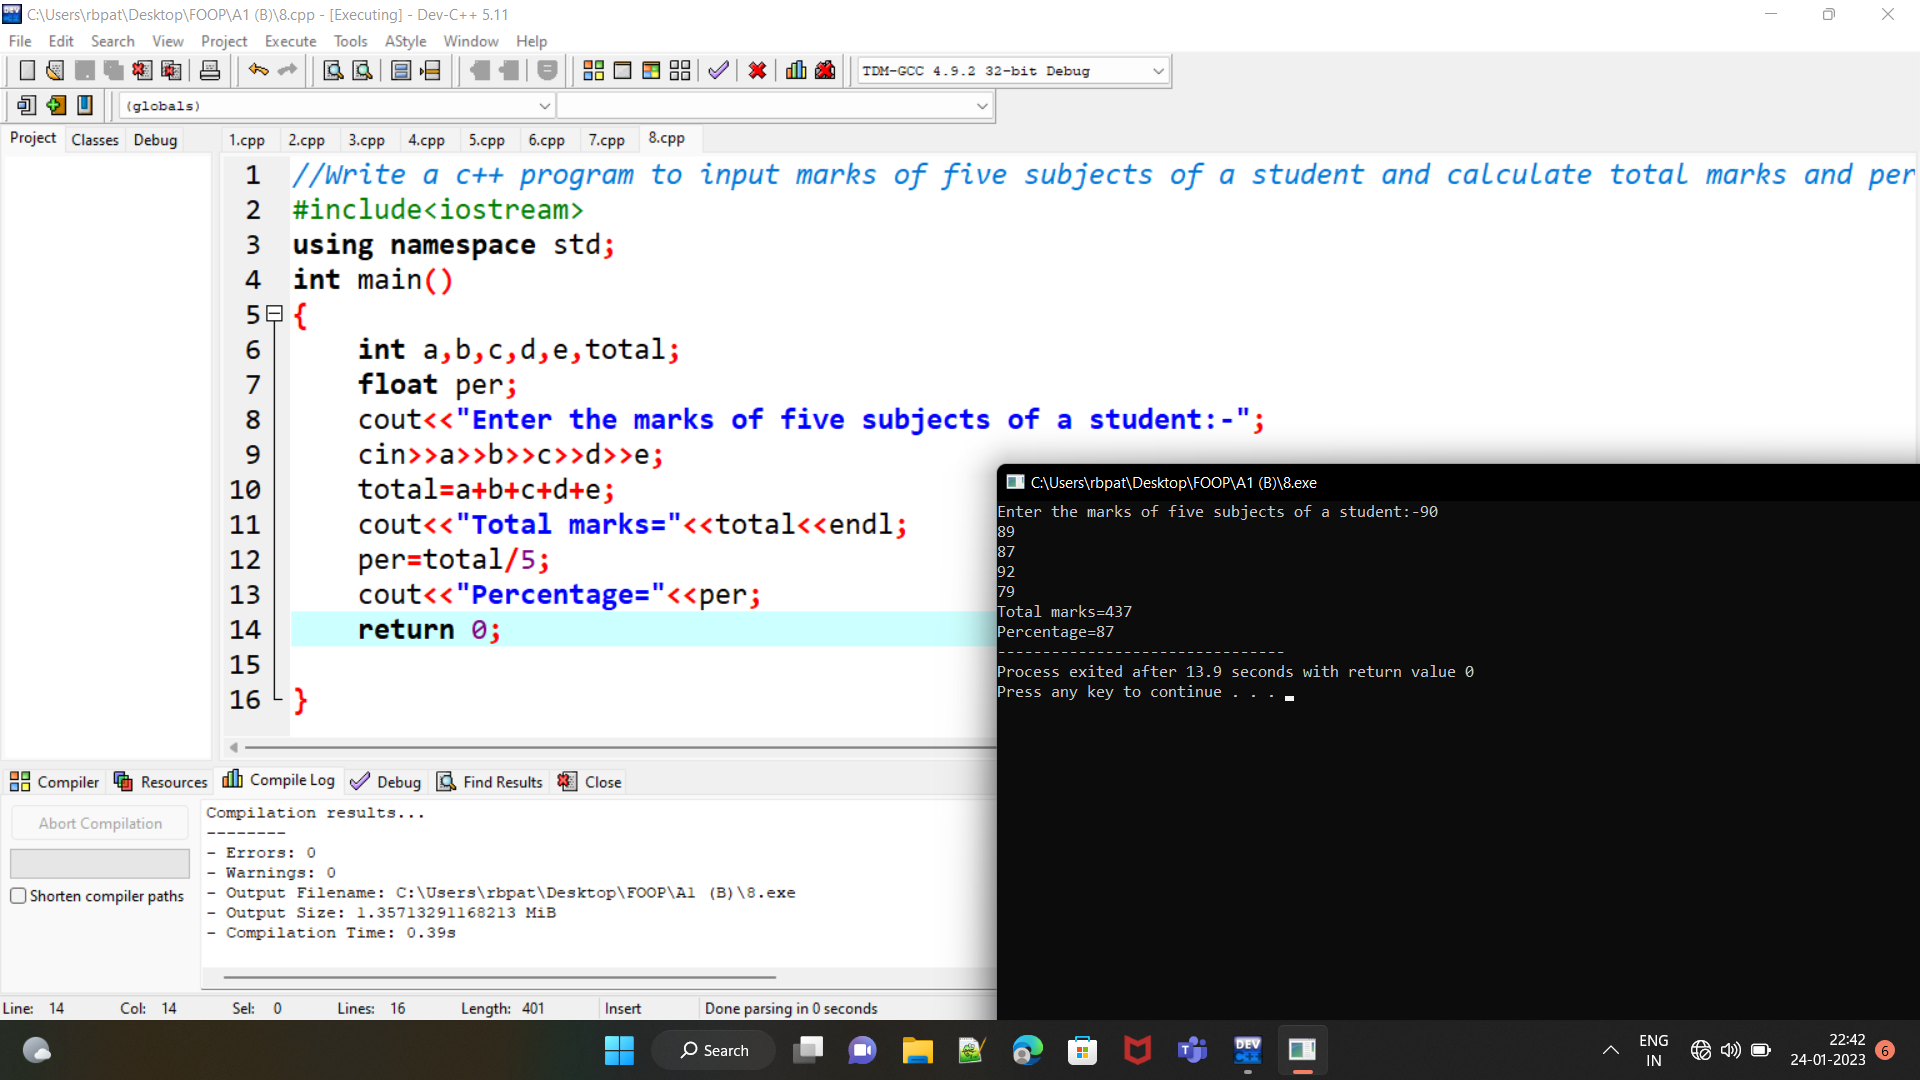 C:\Users\rbpat\Desktop\FOOP\A1 (B)\8.cpp - [Executing] - Dev-C++ 5.11
File Edit Search View Project Execute Tools AStyle Window Help
TDM-GCC 4.9.2 32-bit Debug
(globals)
Project Classes Debug 1.cpp 2.cpp 3.cpp 4.cpp 5.cpp 6.cpp 7.cpp 8.cpp
1 //Write a c++ program to input marks of five subjects of a student and calculate total marks and per
2 #include<iostream>
3 using namespace std;
4 int main()
5 {
6 int a,b,c,d,e,total;
7 float per;
8 cout<<"Enter the marks of five subjects of a student:-";
9 cin>>a>>b>>c>>d>>e;
10 total=a+b+c+d+e;
11 cout<<"Total marks="<<total<<endl;
12 per=total/5;
13 cout<<"Percentage="<<per;
14 return 0;
15
16 }
C:\Users\rbpat\Desktop\FOOP\A1 (B)\8.exe
Enter the marks of five subjects of a student:-90
89
87
92
79
Total marks=437
Percentage=87
--------------------------------
Process exited after 13.9 seconds with return value 0
Press any key to continue . . .
Compiler Resources Compile Log Debug Find Results Close
Abort Compilation
Shorten compiler paths
Compilation results...
--------
- Errors: 0
- Warnings: 0
- Output Filename: C:\Users\rbpat\Desktop\FOOP\A1 (B)\8.exe
- Output Size: 1.35713291168213 MiB
- Compilation Time: 0.39s
Line: 14 Col: 14 Sel: 0 Lines: 16 Length: 401 Insert Done parsing in 0 seconds
Search
DEV C++
ENG
IN
22:42
24-01-2023
6